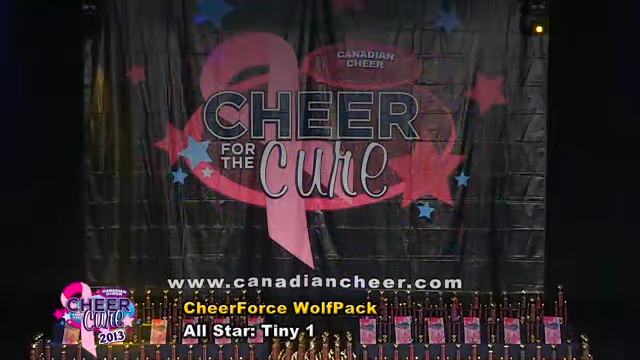 CANADIAN
CHEER
CHEER
FOR
THE
Cure
www.canadiancheer.com
CheerForce WolfPack
All Star: Tiny 1
CANADIAN CHEER
CHEER
FOR THE
Cure
2013